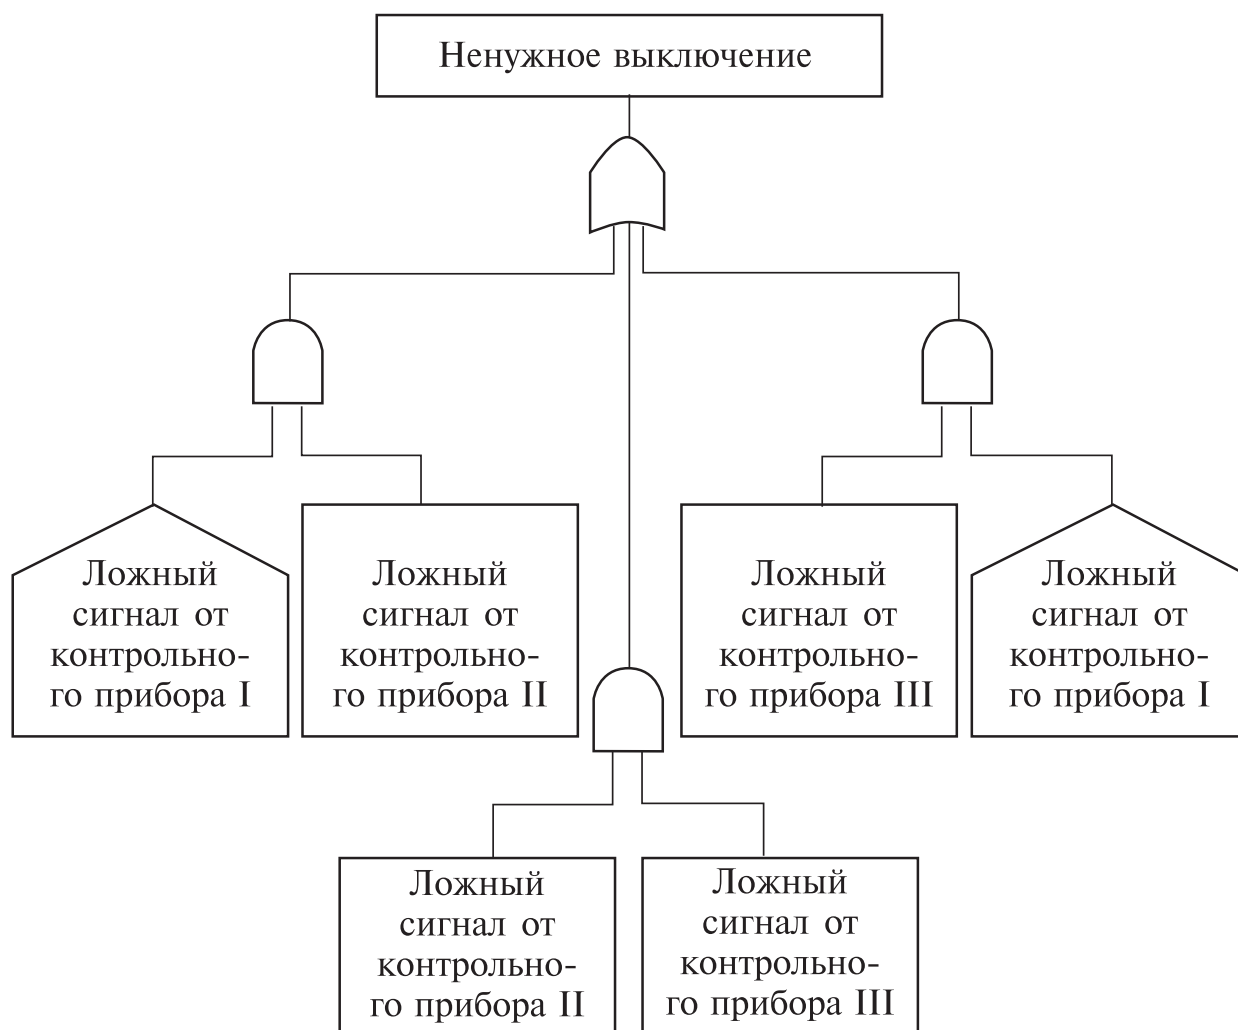 Ненужное выключение
Ложный
сигнал от
контрольно-
го прибора I
Ложный
сигнал от
контрольно-
го прибора II
Ложный
сигнал от
контрольно-
го прибора III
Ложный
сигнал от
контрольно-
го прибора I
Ложный
сигнал от
контрольно-
го прибора II
Ложный
сигнал от
контрольно-
го прибора III